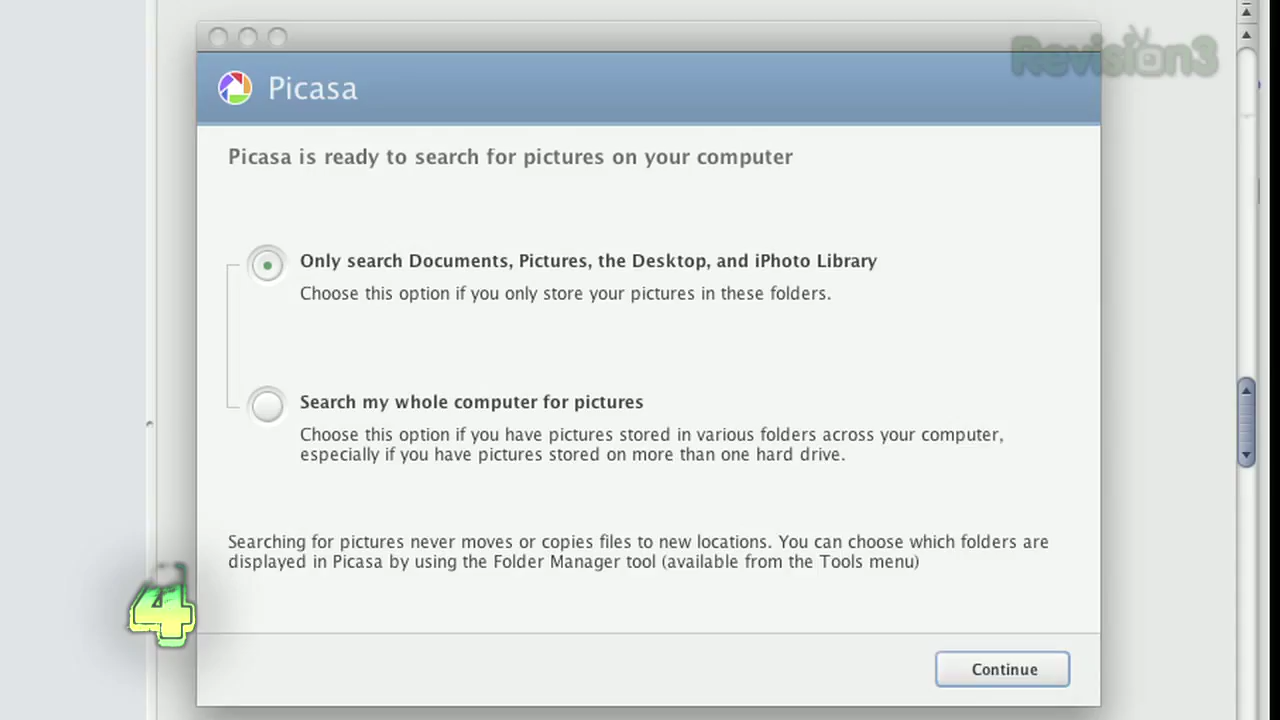 Revision3
Picasa
Picasa is ready to search for pictures on your computer
Only search Documents, Pictures, the Desktop, and iPhoto Library
Choose this option if you only store your pictures in these folders.
Search my whole computer for pictures
Choose this option if you have pictures stored in various folders across your computer,
especially if you have pictures stored on more than one hard drive.
Searching for pictures never moves or copies files to new locations. You can choose which folders are
displayed in Picasa by using the Folder Manager tool (available from the Tools menu)
4
Continue